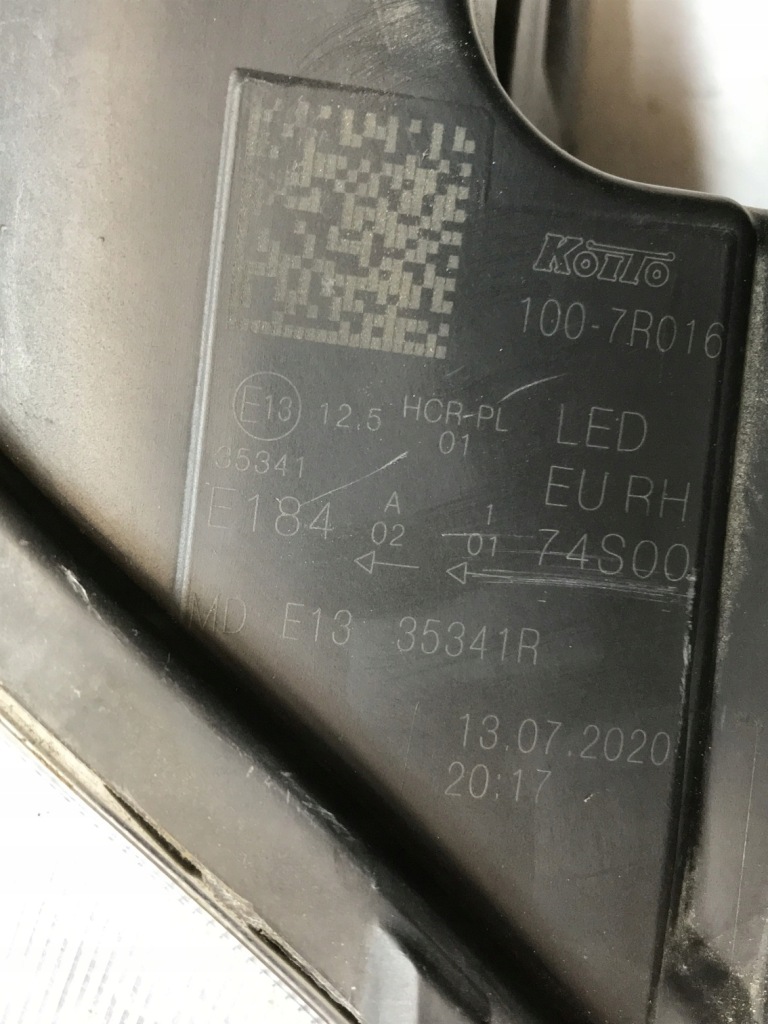 KOITO
100-7R016
E13 12.5 HCR-PL LED
01
35341 EU RH
E184 A 1
02 01 74S00
MD E13 35341R
13.07.2020
20:17